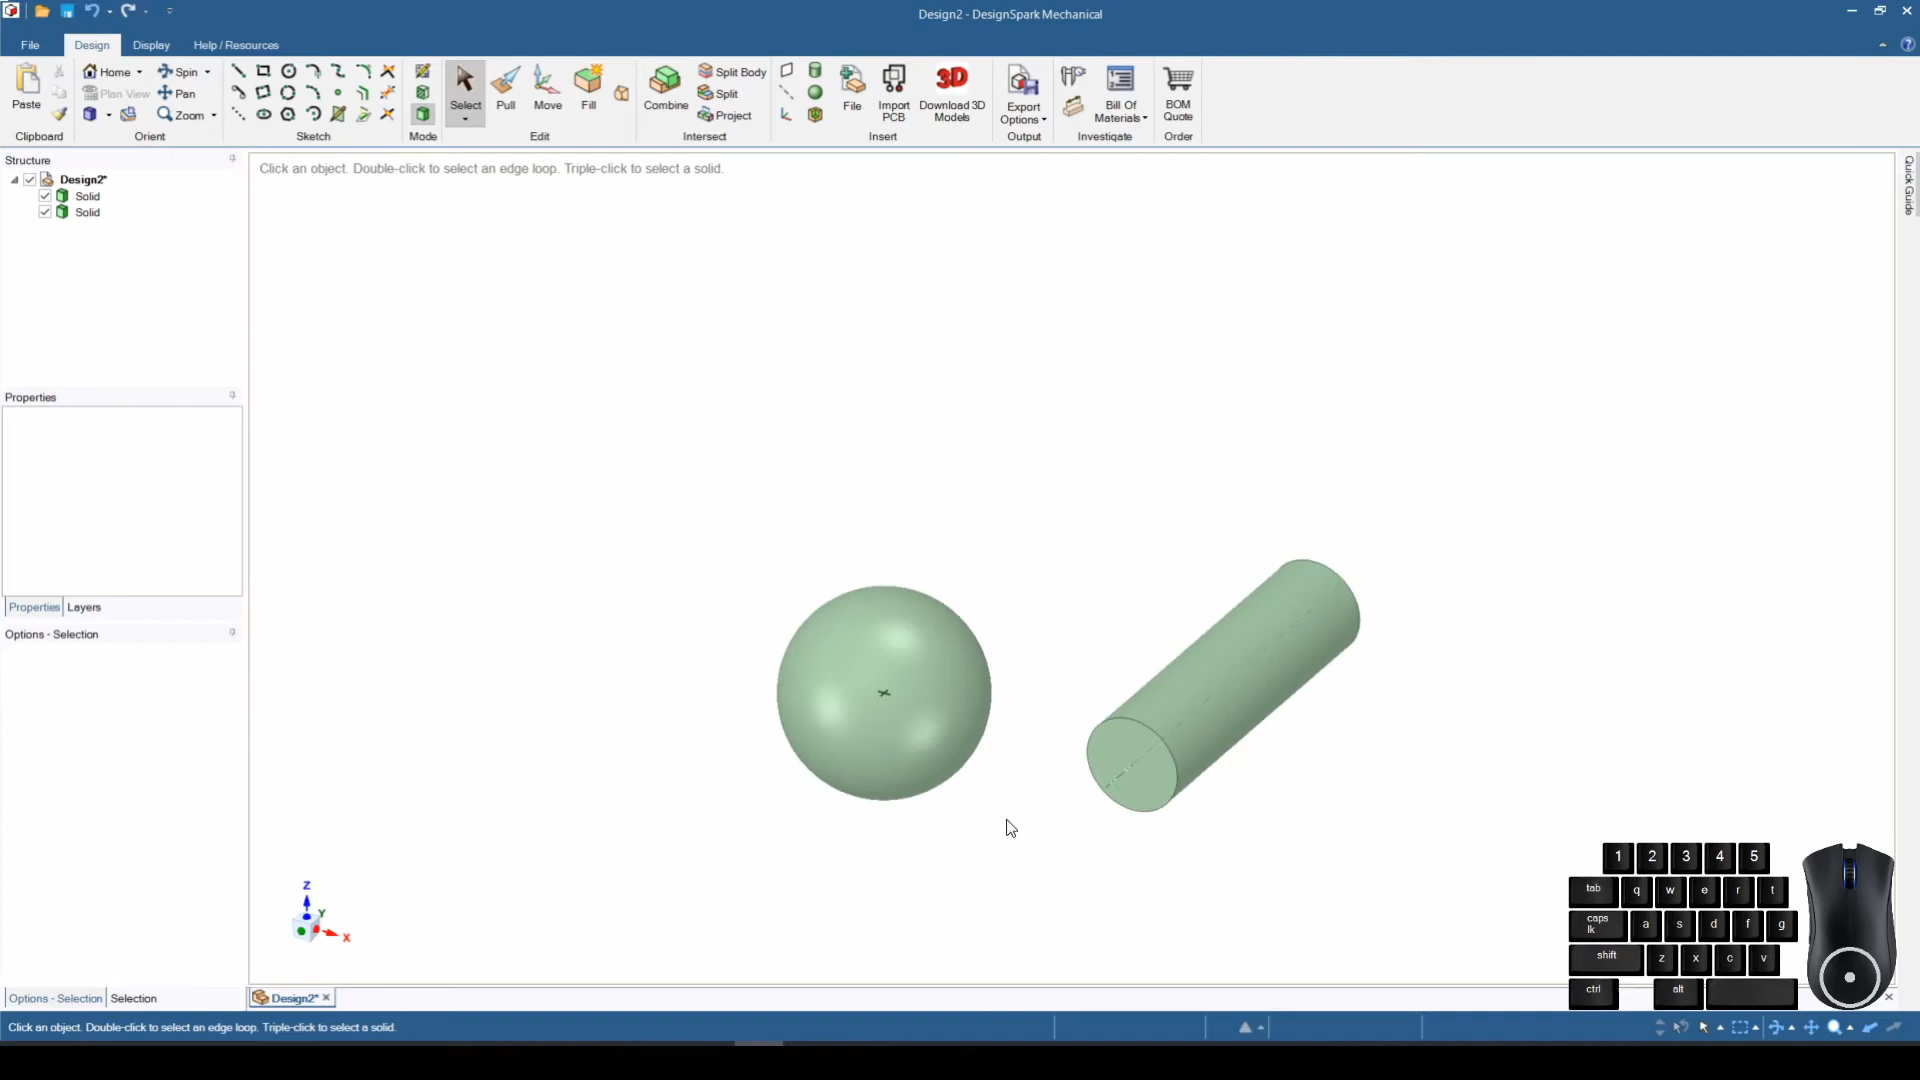 Design2 - DesignSpark Mechanical
File Design Display Help / Resources
Paste
Clipboard
Home Spin
Plan View Pan
Zoom
Orient
Sketch
Mode
Select Pull Move Fill
Edit
Combine
Split Body
Split
Project
Intersect
File
Import PCB
3D
Download 3D Models
Insert
Export Options
Output
Bill Of Materials
Investigate
BOM Quote
Order
Structure
Design2*
Solid
Solid
Click an object. Double-click to select an edge loop. Triple-click to select a solid.
Quick Guide
Properties
Properties Layers
Options - Selection
Z
Y
X
1 2 3 4 5
tab q w e r t
caps lk a s d f g
shift z x c v
ctrl alt
Options - Selection Selection
Design2*
Click an object. Double-click to select an edge loop. Triple-click to select a solid.